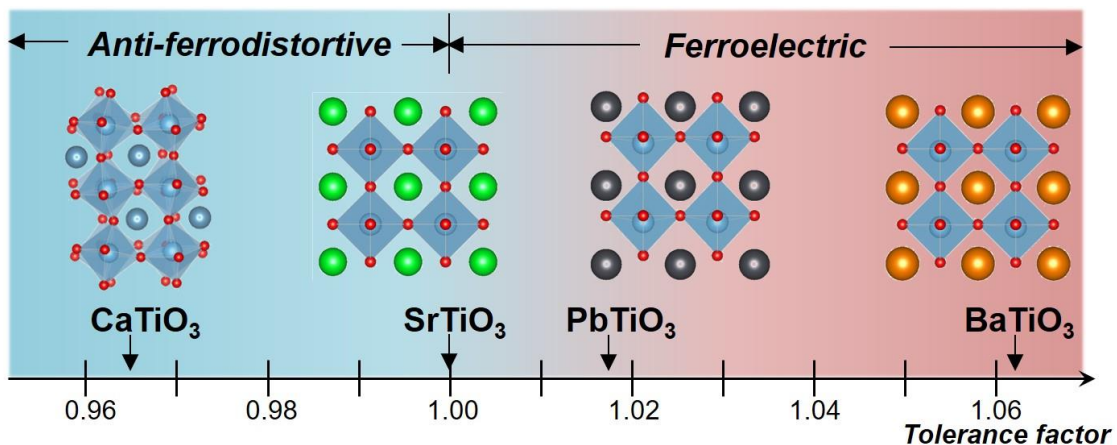 Anti-ferrodistortive Ferroelectric
CaTiO₃ SrTiO₃ PbTiO₃ BaTiO₃
0.96 0.98 1.00 1.02 1.04 1.06
Tolerance factor